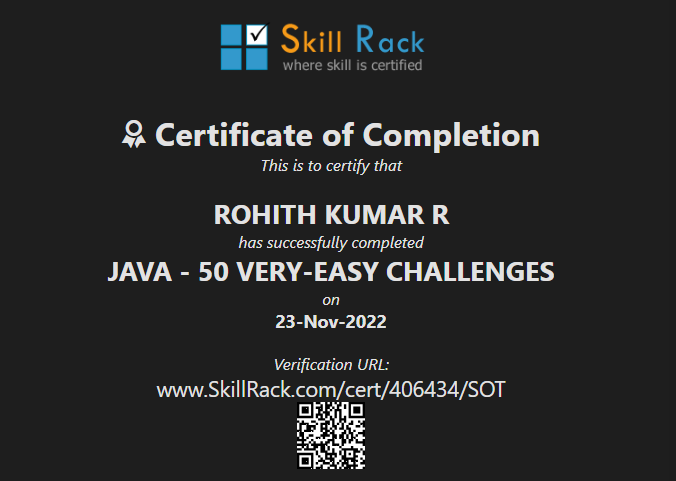 Skill Rack
where skill is certified
Certificate of Completion
This is to certify that
ROHITH KUMAR R
has successfully completed
JAVA - 50 VERY-EASY CHALLENGES
on
23-Nov-2022
Verification URL:
www.SkillRack.com/cert/406434/SOT